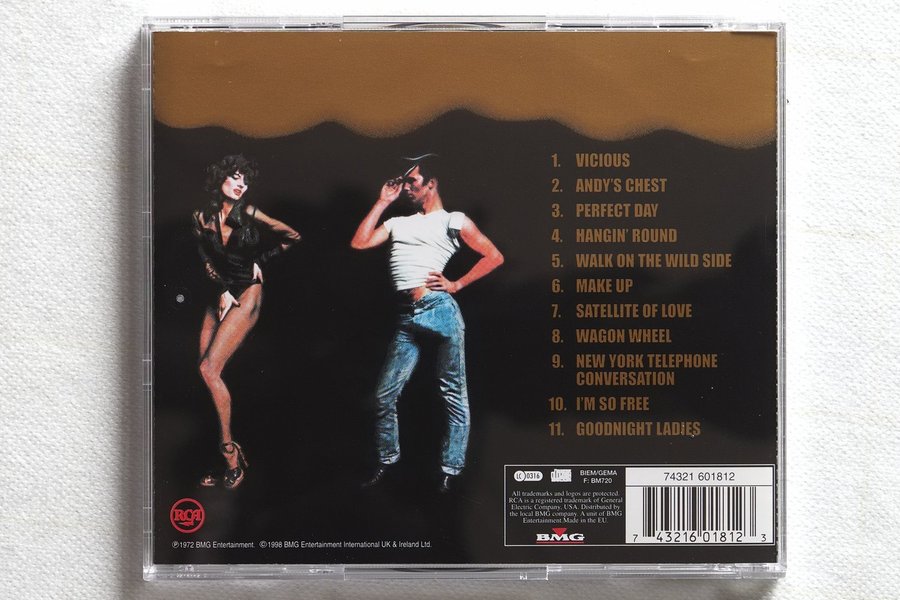 1. VICIOUS
2. ANDY'S CHEST
3. PERFECT DAY
4. HANGIN' ROUND
5. WALK ON THE WILD SIDE
6. MAKE UP
7. SATELLITE OF LOVE
8. WAGON WHEEL
9. NEW YORK TELEPHONE
CONVERSATION
10. I'M SO FREE
11. GOODNIGHT LADIES
LC 0316
BIEM/GEMA
F: BM720
All trademarks and logos are protected.
RCA is a registered trademark of General
Electric Company, USA. Distributed by
the local BMG company. A unit of BMG
Entertainment Made in the EU.
BMG
74321 601812
7 43216 01812 3
RCA
℗1972 BMG Entertainment. ©1998 BMG Entertainment International UK & Ireland Ltd.